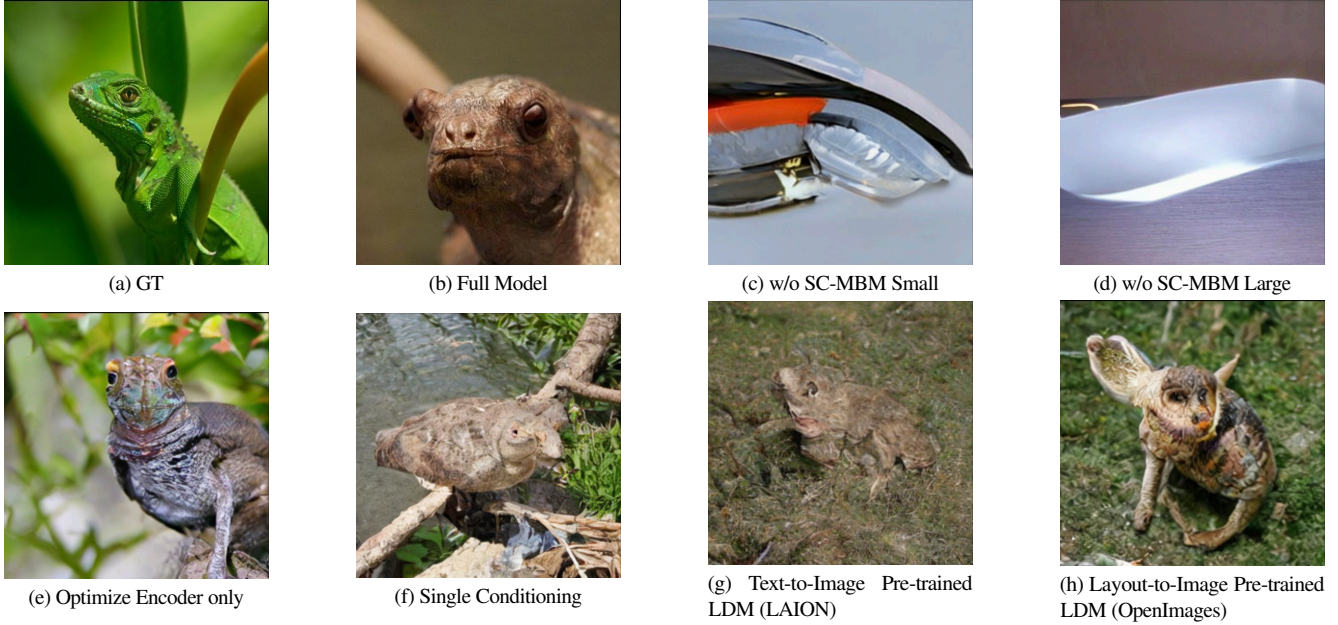 (a) GT
(b) Full Model
(c) w/o SC-MBM Small
(d) w/o SC-MBM Large
(e) Optimize Encoder only
(f) Single Conditioning
(g) Text-to-Image Pre-trained
LDM (LAION)
(h) Layout-to-Image Pre-trained
LDM (OpenImages)